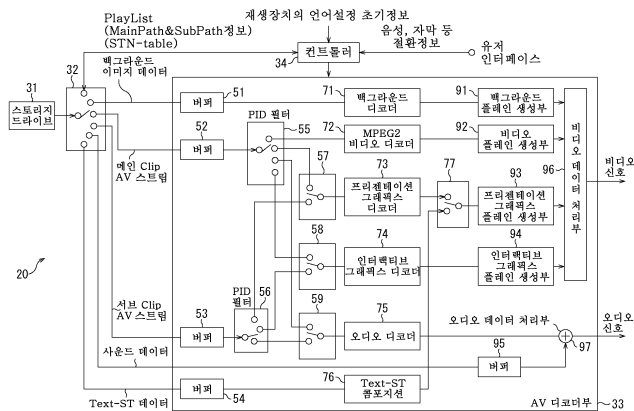 PlayList
(MainPath&SubPath정보)
(STN-table)
재생장치의 언어설정 초기정보
음성, 자막 등
절환정보
컨트롤러
34
유저
인터페이스
31
스토리지
드라이브
32
백그라운드
이미지 데이터
51
버퍼
71
백그라운드
디코더
91
백그라운드
플레인 생성부
52
버퍼
PID 필터
55
72
MPEG2
비디오 디코더
92
비디오
플레인 생성부
메인 Clip
AV 스트림
57
73
프리젠테이션
그래픽스
디코더
77
93
프리젠테이션
그래픽스
플레인 생성부
96
비디오 데이터 처리부
비디오
신호
58
74
인터랙티브
그래픽스 디코더
94
인터랙티브
그래픽스
플레인 생성부
20
서브 Clip
AV 스트림
53
버퍼
PID
필터
56
59
75
오디오 디코더
오디오 데이터 처리부
오디오
신호
97
사운드 데이터
95
버퍼
Text-ST 데이터
버퍼
54
76
Text-ST
콤포지션
AV 디코더부
33